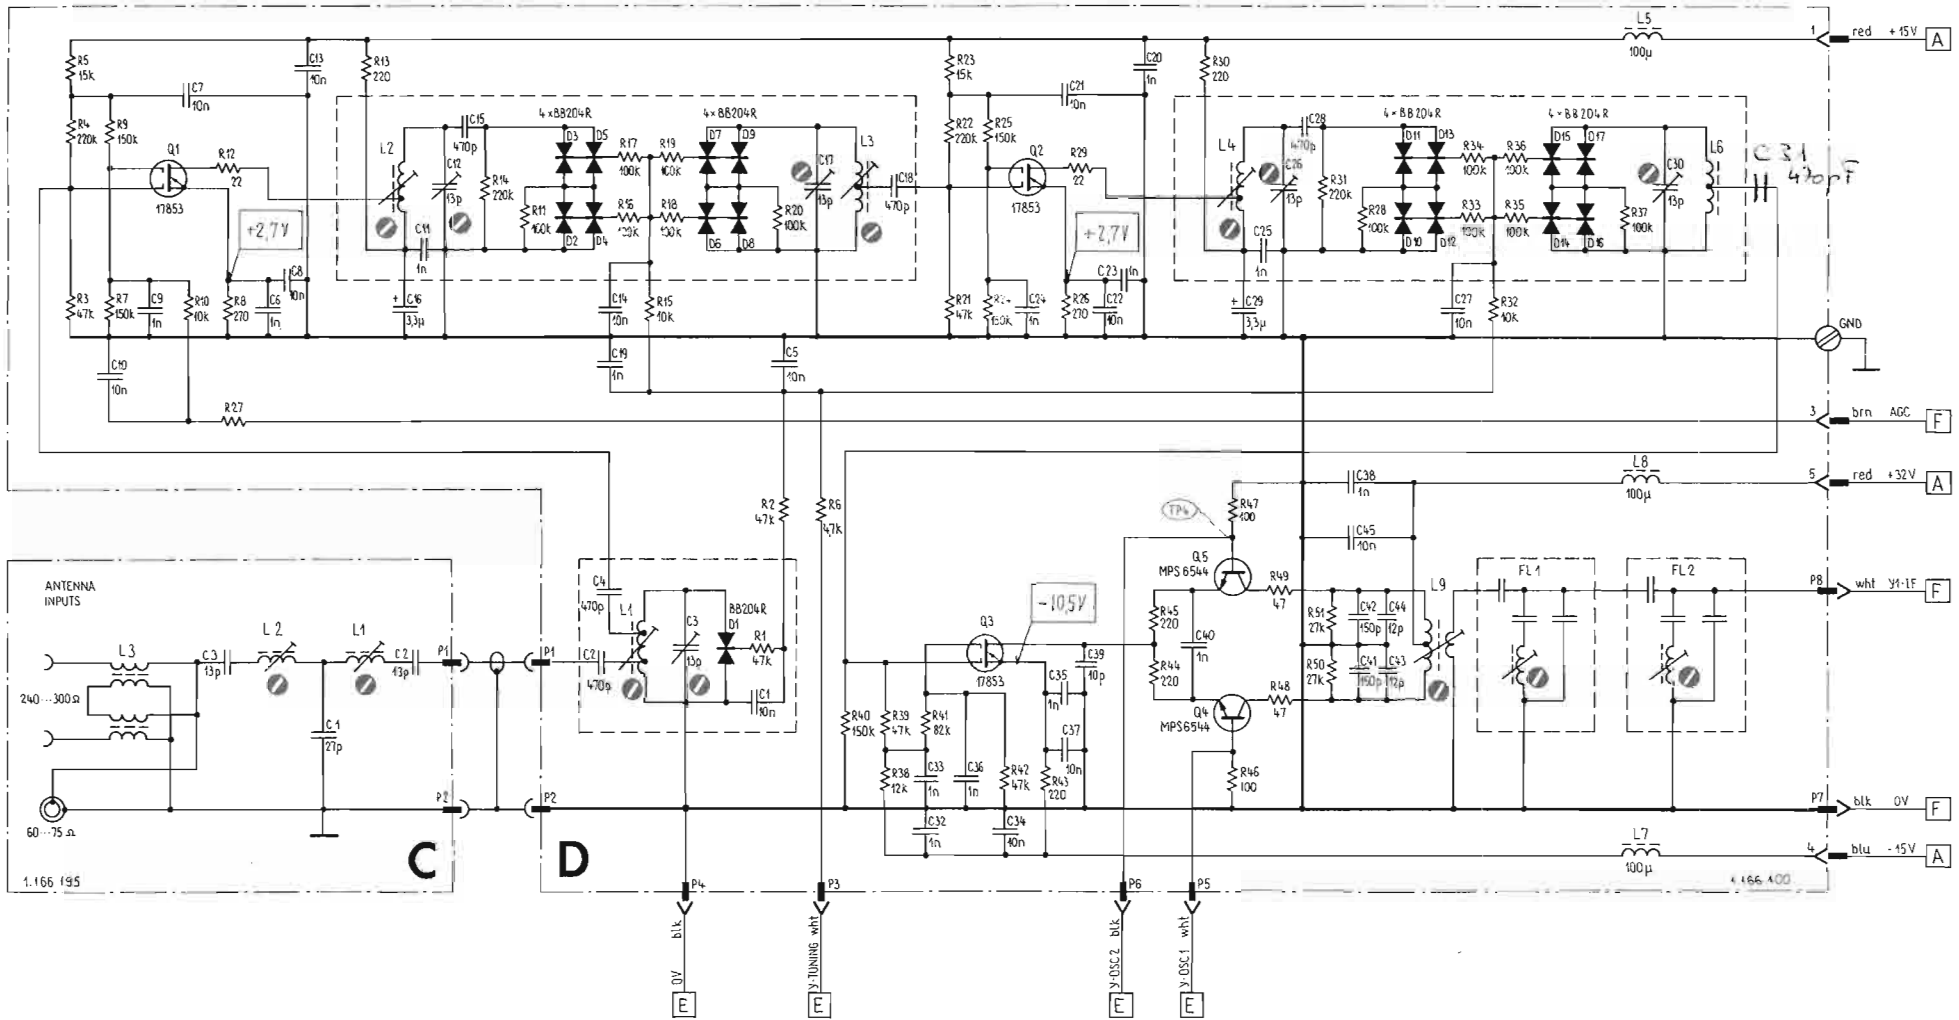 L5
100µ
1 red +15V A
R5
15k
C13
10n
R13
220
R23
15k
C20
1n
R30
220
C7
10n
C21
10n
R4
220k
R9
150k
Q1
17853
R12
22
C15
470p
4×BB204R
4×BB204R
L2
C12
13p
R14
220k
D3
D5
R17
100k
R19
100k
D7
D9
C17
13p
L3
C18
470p
R11
100k
R16
R18
100k
R20
100k
D2
D4
D6
D8
C11
1n
+2,7V
R22
220k
R25
150k
Q2
17853
R29
22
+2,7V
C28
470p
4×BB204R
4×BB204R
L4
C26
13p
R31
220k
D11
D13
R34
100k
R36
100k
D15
D17
C30
13p
L6
C31
470pF
R28
100k
R33
100k
R35
100k
R37
100k
D10
D12
D14
D16
C25
1n
R3
47k
R7
150k
C9
1n
R10
10k
R8
270
C6
1n
C8
10n
+
C16
3,3µ
C14
10n
R15
10k
R21
47k
R24
150k
C24
1n
R26
270
C22
10n
C23
1n
+
C29
3,3µ
C27
10n
R32
10k
GND
C10
10n
C19
1n
C5
10n
R27
3 brn AGC F
L8
100µ
5 red +32V A
R2
47k
R6
47k
TP4
R47
100
C38
1n
C45
10n
ANTENNA
INPUTS
L3
240...300Ω
60...75Ω
C3
13p
L2
L1
C2
13p
C1
27p
P1
P1
P2
P2
C
1.166 195
D
C4
470p
L1
C2
470p
C3
13p
BB204R
D1
R1
47k
C1
10n
Q3
17853
-10,5V
C39
10p
C35
1n
C37
10n
R40
150k
R39
47k
R41
82k
R38
12k
C33
1n
C36
1n
R42
47k
R43
220
C32
1n
C34
10n
Q5
MPS6544
R45
220
R44
220
C40
1n
R49
47
Q4
MPS6544
R48
47
R46
100
R51
27k
C42
150p
C44
12p
R50
27k
C41
150p
C43
12p
L9
FL1
FL2
P8 wht Y1-IF F
P7 blk 0V F
L7
100µ
4 blu -15V A
1.166.400
P4
P3
P6
P5
blk
0V
E
wht
Y-TUNING
E
blk
Y-OSC2
E
wht
Y-OSC1
E